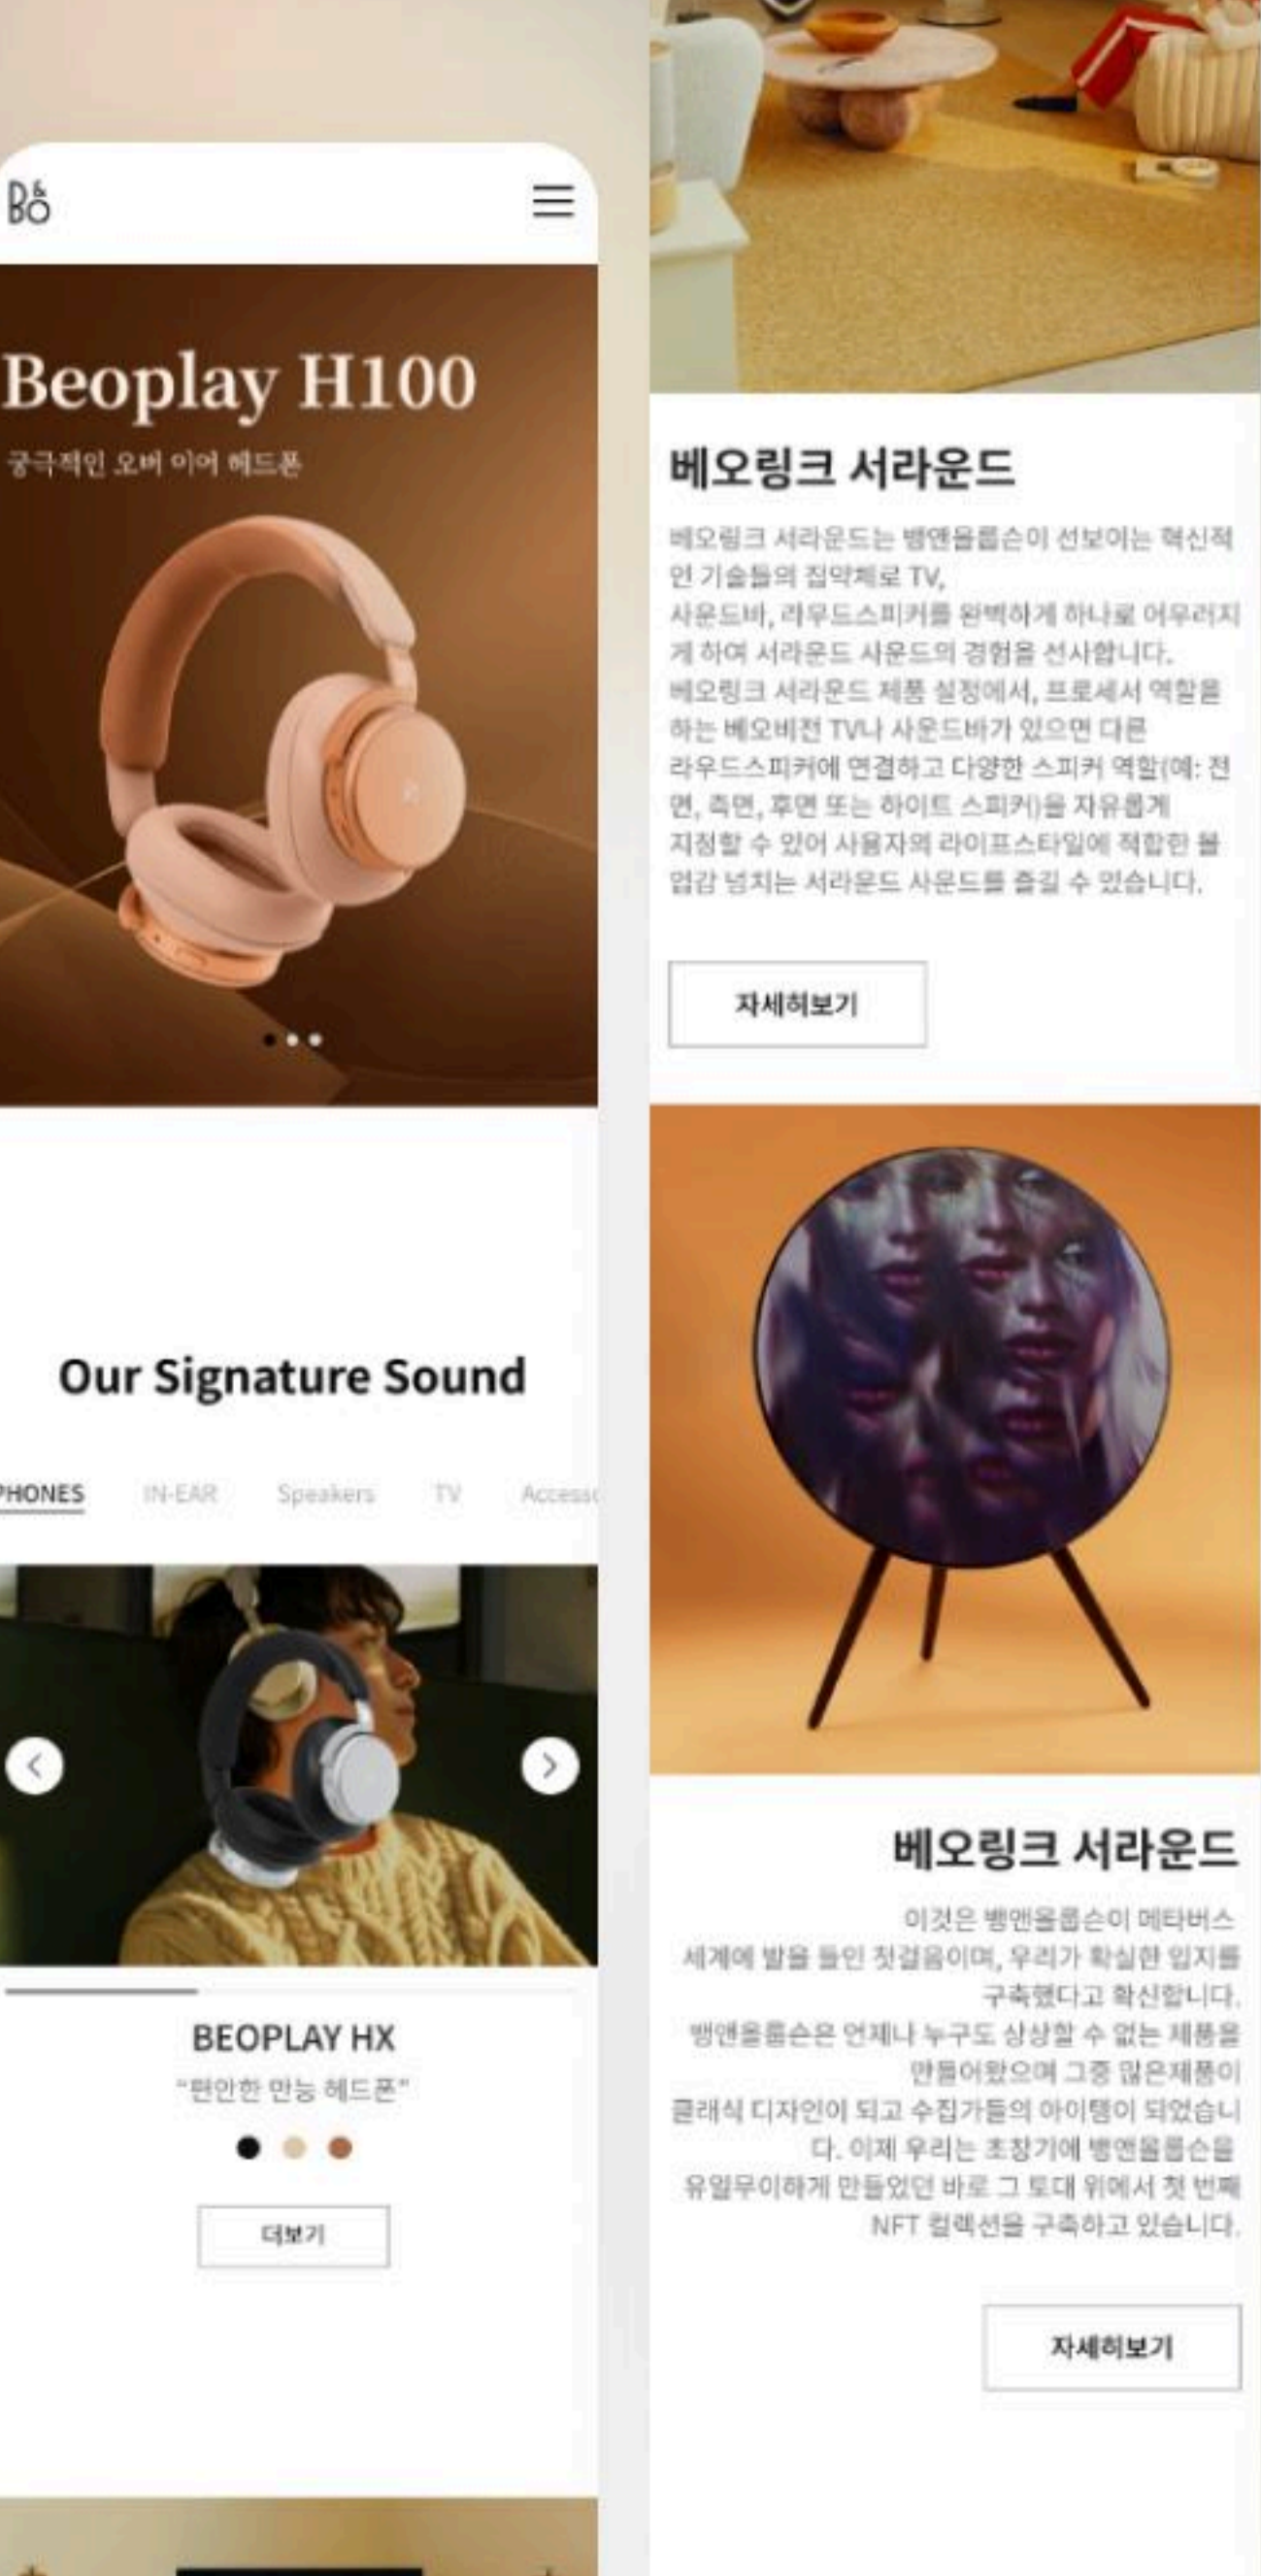 B&O
Beoplay H100
궁극적인 오버 이어 헤드폰
Our Signature Sound
PHONES IN-EAR Speakers TV Accesso
BEOPLAY HX
“편안한 만능 헤드폰”
더보기
베오링크 서라운드
베오링크 서라운드는 뱅앤올룹슨이 선보이는 혁신적
인 기술들의 집약체로 TV,
사운드바, 라우드스피커를 완벽하게 하나로 어우러지
게 하여 서라운드 사운드의 경험을 선사합니다.
베오링크 서라운드 제품 설정에서, 프로세서 역할을
하는 베오비전 TV나 사운드바가 있으면 다른
라우드스피커에 연결하고 다양한 스피커 역할(예: 전
면, 측면, 후면 또는 하이트 스피커)을 자유롭게
지정할 수 있어 사용자의 라이프스타일에 적합한 몰
입감 넘치는 서라운드 사운드를 즐길 수 있습니다.
자세히보기
베오링크 서라운드
이것은 뱅앤올룹슨이 메타버스
세계에 발을 들인 첫걸음이며, 우리가 확실한 입지를
구축했다고 확신합니다.
뱅앤올룹슨은 언제나 누구도 상상할 수 없는 제품을
만들어왔으며 그중 많은제품이
클래식 디자인이 되고 수집가들의 아이템이 되었습니
다. 이제 우리는 초창기에 뱅앤올룹슨을
유일무이하게 만들었던 바로 그 토대 위에서 첫 번째
NFT 컬렉션을 구축하고 있습니다.
자세히보기